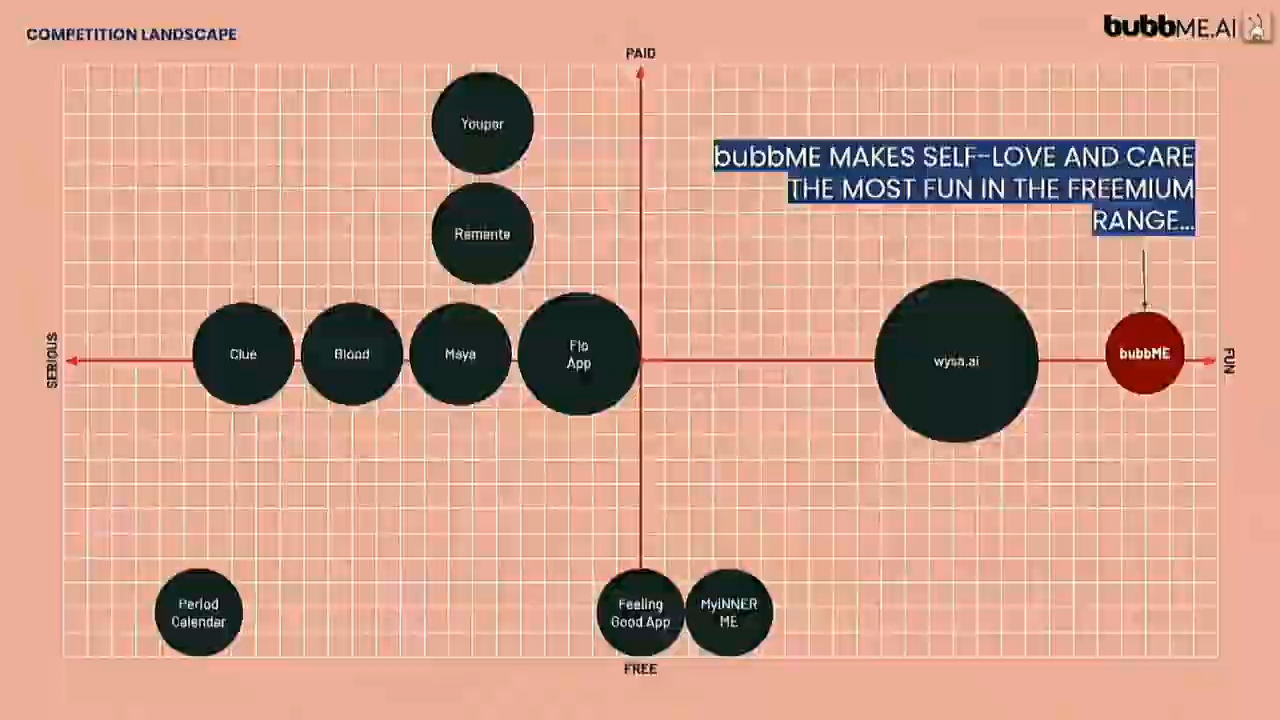 COMPETITION LANDSCAPE
bubbME.AI
PAID
Youper
bubbME MAKES SELF-LOVE AND CARE
THE MOST FUN IN THE FREEMIUM
RANGE...
Remente
SERIOUS
Clue
Blood
Maya
Flo
App
wysa.ai
bubbME
FUN
Period
Calendar
Feeling
Good App
MyiNNER
ME
FREE